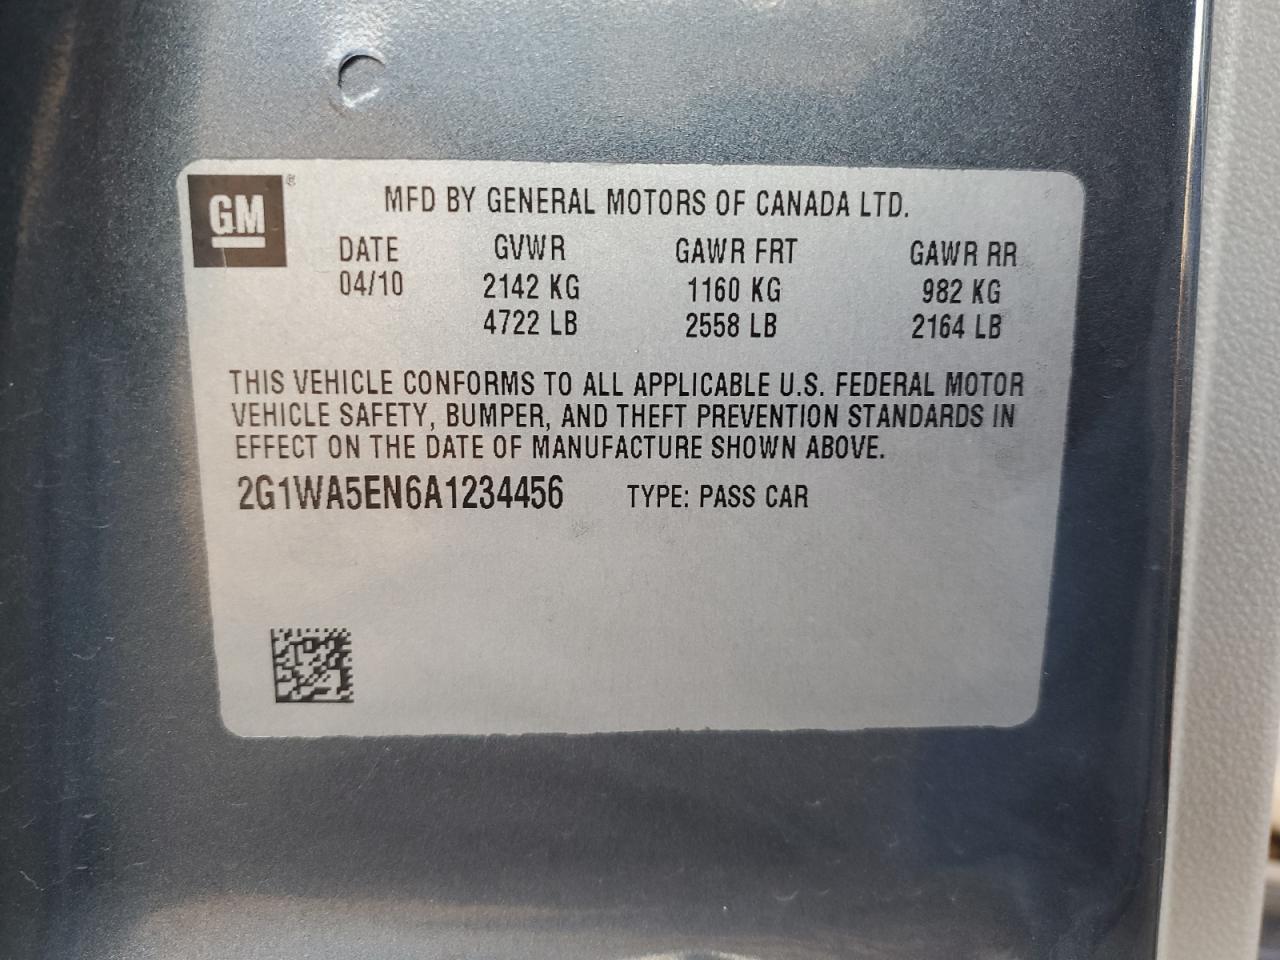 GM ®
MFD BY GENERAL MOTORS OF CANADA LTD.
DATE GVWR GAWR FRT GAWR RR
04/10 2142 KG 1160 KG 982 KG
4722 LB 2558 LB 2164 LB
THIS VEHICLE CONFORMS TO ALL APPLICABLE U.S. FEDERAL MOTOR
VEHICLE SAFETY, BUMPER, AND THEFT PREVENTION STANDARDS IN
EFFECT ON THE DATE OF MANUFACTURE SHOWN ABOVE.
2G1WA5EN6A1234456 TYPE: PASS CAR